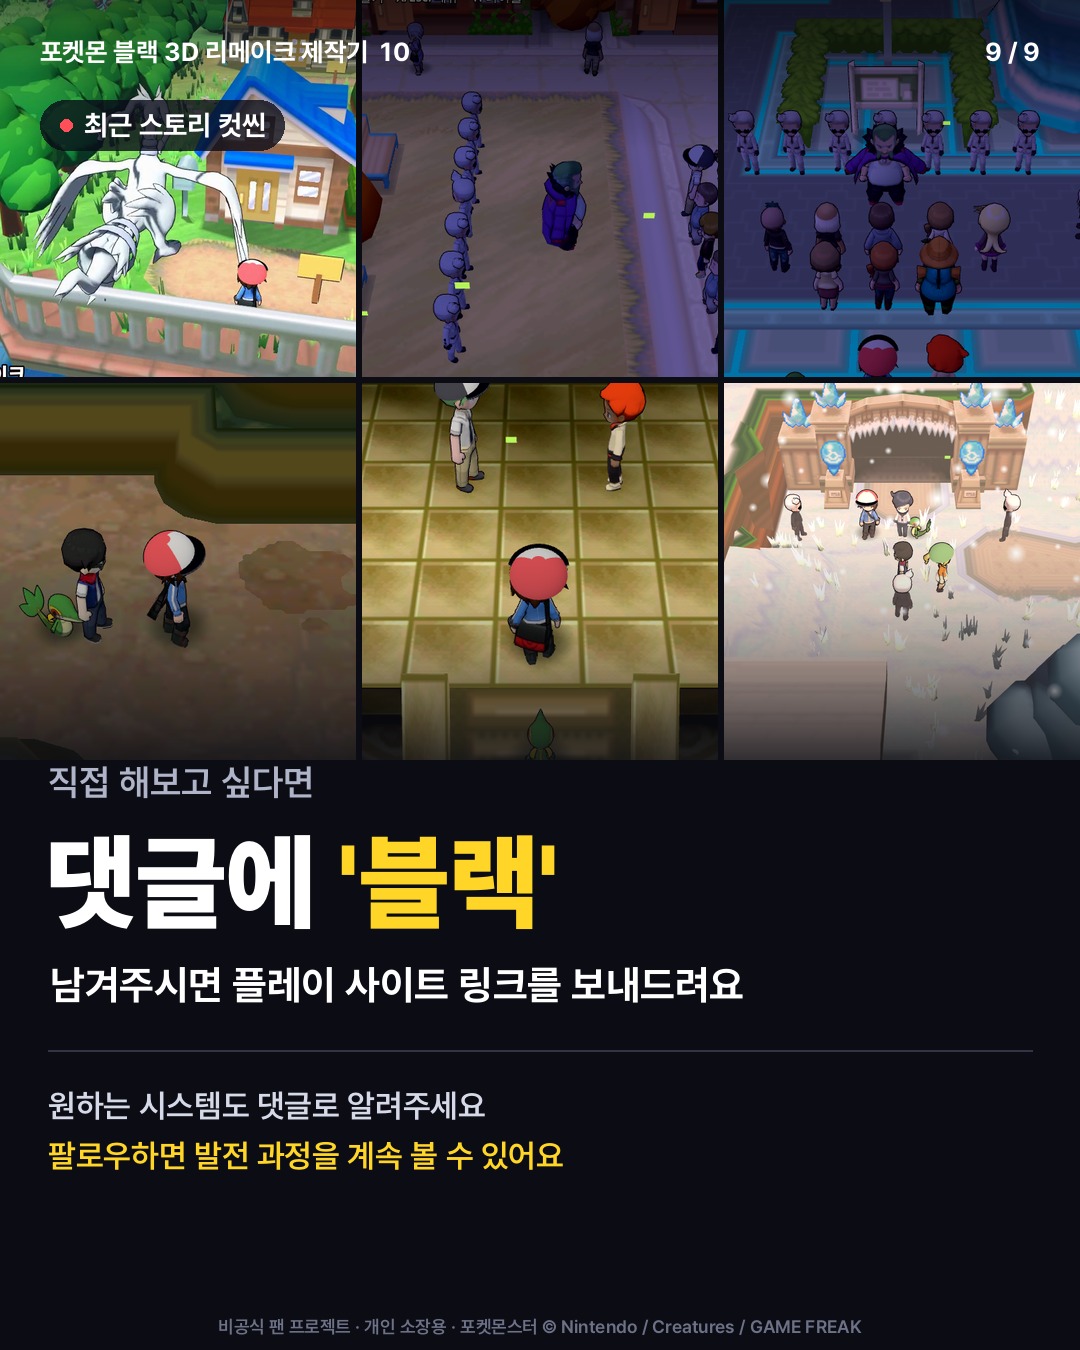 포켓몬 블랙 3D 리메이크 제작기 10
9 / 9
최근 스토리 컷씬
직접 해보고 싶다면
댓글에 '블랙'
남겨주시면 플레이 사이트 링크를 보내드려요
원하는 시스템도 댓글로 알려주세요
팔로우하면 발전 과정을 계속 볼 수 있어요
비공식 팬 프로젝트 · 개인 소장용 · 포켓몬스터 © Nintendo / Creatures / GAME FREAK